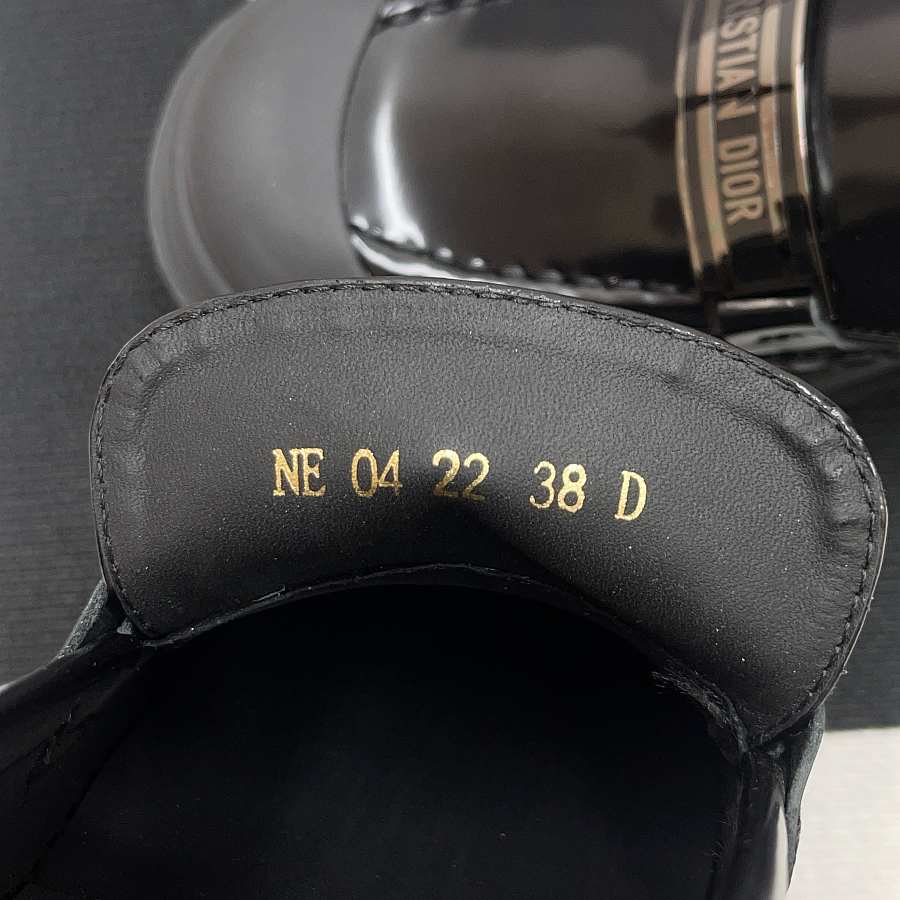 RISTIAN DIOR
NE 04 22 38 D